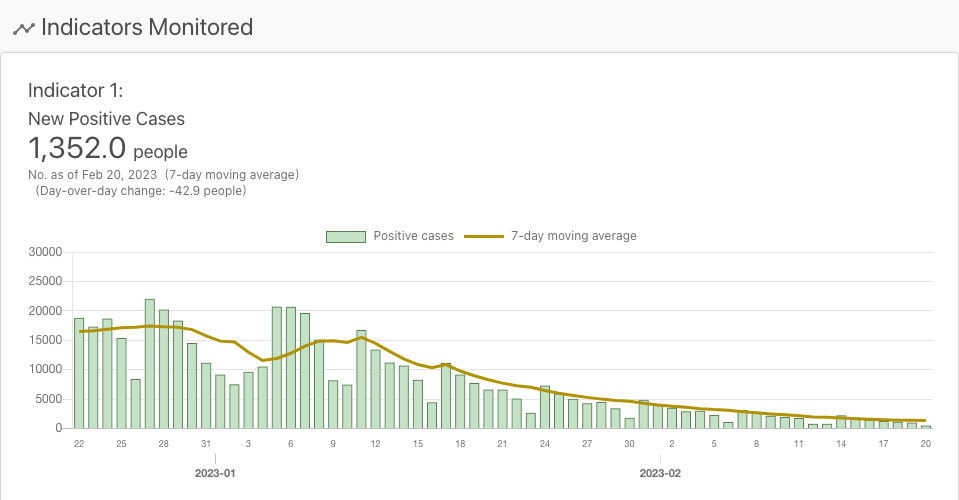 Indicators Monitored
Indicator 1:
New Positive Cases
1,352.0 people
No. as of Feb 20, 2023 (7-day moving average)
(Day-over-day change: -42.9 people)
Positive cases 7-day moving average
30000
25000
20000
15000
10000
5000
0
22 25 28 31 3 6 9 12 15 18 21 24 27 30 2 5 8 11 14 17 20
2023-01 2023-02